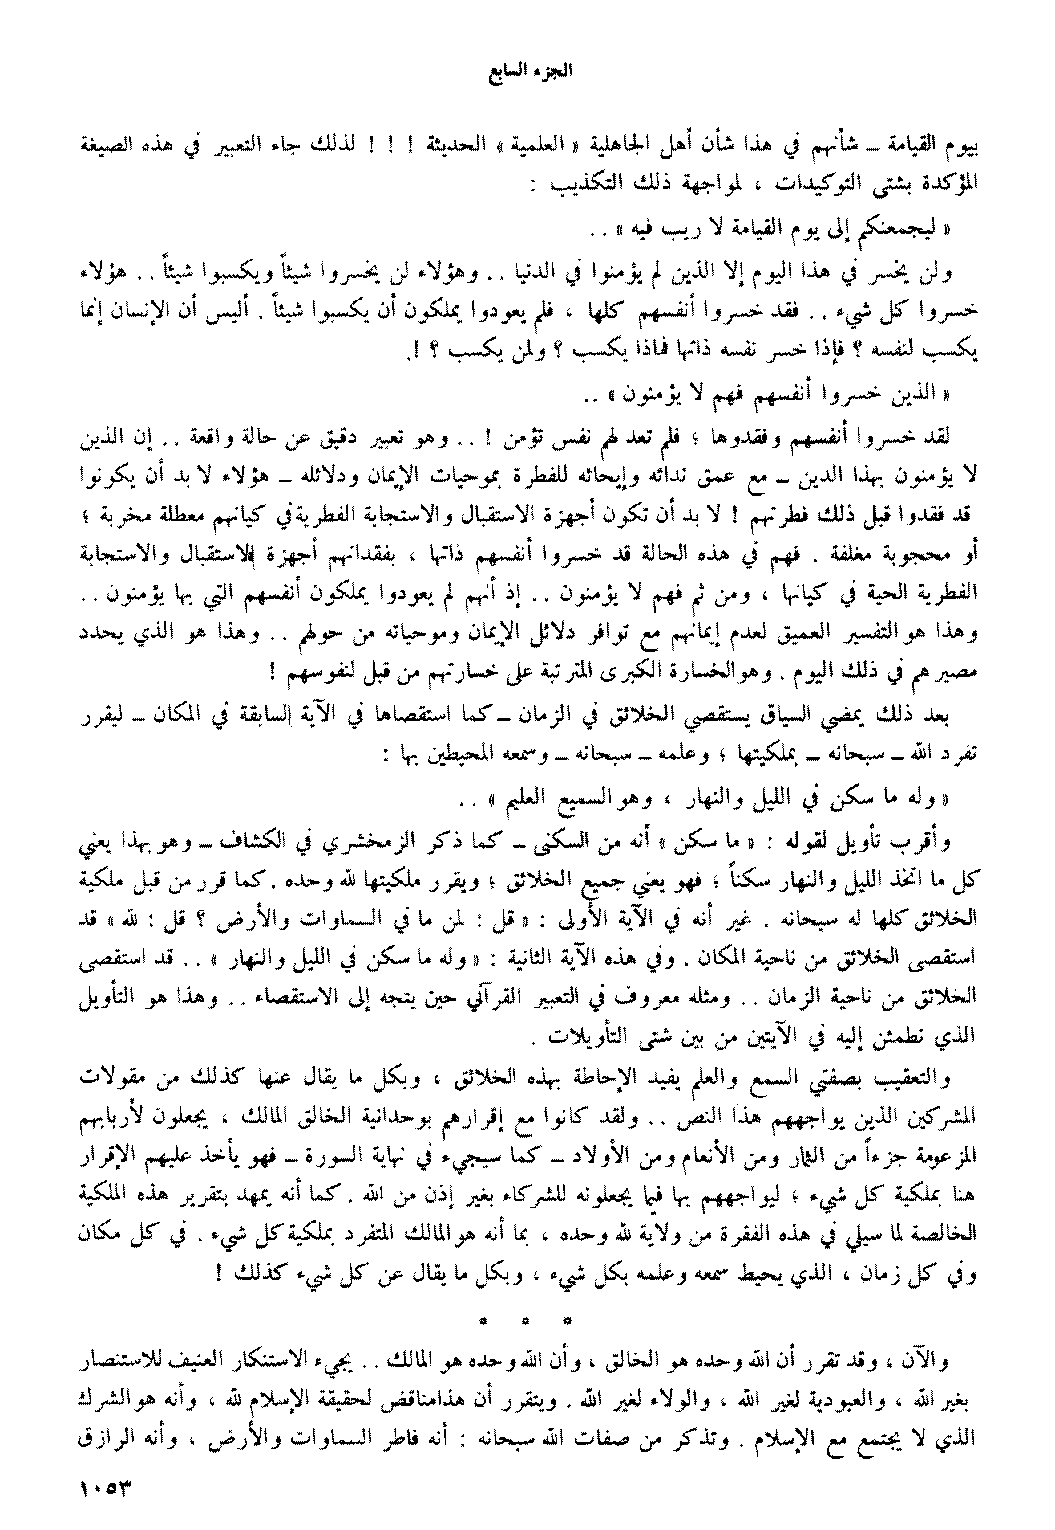 الجزء السابع
بيوم القيامة – شأنهم في هذا شأن أهل الجاهلية « العلمية » الحديثة ! ! ! لذلك جاء التعبير في هذه الصيغة
المؤكدة بشتى التوكيدات ، لمواجهة ذلك التكذيب :
« ليجمعنكم إلى يوم القيامة لا ريب فيه » . .
ولن يخسر في هذا اليوم إلا الذين لم يؤمنوا في الدنيا . . وهؤلاء لن يخسروا شيئاً ويكسبوا شيئاً . . هؤلاء
خسروا كل شيء . . فقد خسروا أنفسهم كلها ، فلم يعودوا يملكون أن يكسبوا شيئاً . أليس أن الإنسان إنما
يكسب لنفسه ؟ فإذا خسر نفسه ذاتها فماذا يكسب ؟ ولمن يكسب ؟ !.
« الذين خسروا أنفسهم فهم لا يؤمنون » . .
لقد خسروا أنفسهم وفقدوها ؛ فلم تعد لهم نفس تؤمن ! . . وهو تعبير دقيق عن حالة واقعة . . إن الذين
لا يؤمنون بهذا الدين – مع عمق ندائه وإيحائه للفطرة بموحيات الإيمان ودلائله – هؤلاء لا بد أن يكونوا
قد فقدوا قبل ذلك فطرتهم ! لا بد أن تكون أجهزة الاستقبال والاستجابة الفطرية في كيانهم معطلة مخربة ؛
أو محجوبة مغلفة . فهم في هذه الحالة قد خسروا أنفسهم ذاتها ، بفقدانهم أجهزة الاستقبال والاستجابة
الفطرية الحية في كيانها ، ومن ثم فهم لا يؤمنون . . إذ أنهم لم يعودوا يملكون أنفسهم التي بها يؤمنون . .
وهذا هو التفسير العميق لعدم إيمانهم مع توافر دلائل الإيمان وموحياته من حولهم . . وهذا هو الذي يحدد
مصيرهم في ذلك اليوم . وهو الخسارة الكبرى المترتبة على خسارتهم من قبل لنفوسهم !
بعد ذلك يمضي السياق يستقصي الخلائق في الزمان – كما استقصاها في الآية السابقة في المكان – ليقرر
تفرد الله – سبحانه – بملكيتها ؛ وعلمه – سبحانه – وسمعه المحيطين بها :
« وله ما سكن في الليل والنهار ، وهو السميع العليم » . .
وأقرب تأويل لقوله : « ما سكن » أنه من السكنى – كما ذكر الزمخشري في الكشاف – وهو بهذا يعني
كل ما اتخذ الليل والنهار سكناً ؛ فهو يعني جميع الخلائق ؛ ويقرر ملكيتها لله وحده . كما قرر من قبل ملكية
الخلائق كلها له سبحانه . غير أنه في الآية الأولى : « قل : لمن ما في السماوات والأرض ؟ قل : لله » قد
استقصى الخلائق من ناحية المكان . وفي هذه الآية الثانية : « وله ما سكن في الليل والنهار » . . قد استقصى
الخلائق من ناحية الزمان . . ومثله معروف في التعبير القرآني حين يتجه إلى الاستقصاء . . وهذا هو التأويل
الذي نطمئن إليه في الآيتين من بين شتى التأويلات .
والتعقيب بصفتي السمع والعلم يفيد الإحاطة بهذه الخلائق ، وبكل ما يقال عنها كذلك من مقولات
المشركين الذين يواجههم هذا النص . . ولقد كانوا مع إقرارهم بوحدانية الخالق المالك ، يجعلون لأربابهم
المزعومة جزءاً من الثمار ومن الأنعام ومن الأولاد – كما سيجيء في نهاية السورة – فهو يأخذ عليهم الإقرار
هنا بملكية كل شيء ؛ ليواجههم بها فيما يجعلونه للشركاء بغير إذن من الله . كما أنه يمهد بتقرير هذه الملكية
الخالصة لما سيلي في هذه الفقرة من ولاية لله وحده ، بما أنه هو المالك المتفرد بملكية كل شيء . في كل مكان
وفي كل زمان ، الذي يحيط سمعه وعلمه بكل شيء ، وبكل ما يقال عن كل شيء كذلك !
* * *
والآن ، وقد تقرر أن الله وحده هو الخالق ، وأن الله وحده هو المالك . . يجيء الاستنكار العنيف للاستنصار
بغير الله ، والعبودية لغير الله ، والولاء لغير الله . ويتقرر أن هذا مناقض لحقيقة الإسلام لله ، وأنه هو الشرك
الذي لا يجتمع مع الإسلام . وتذكر من صفات الله سبحانه : أنه فاطر السماوات والأرض ، وأنه الرازق
١٠٥٣